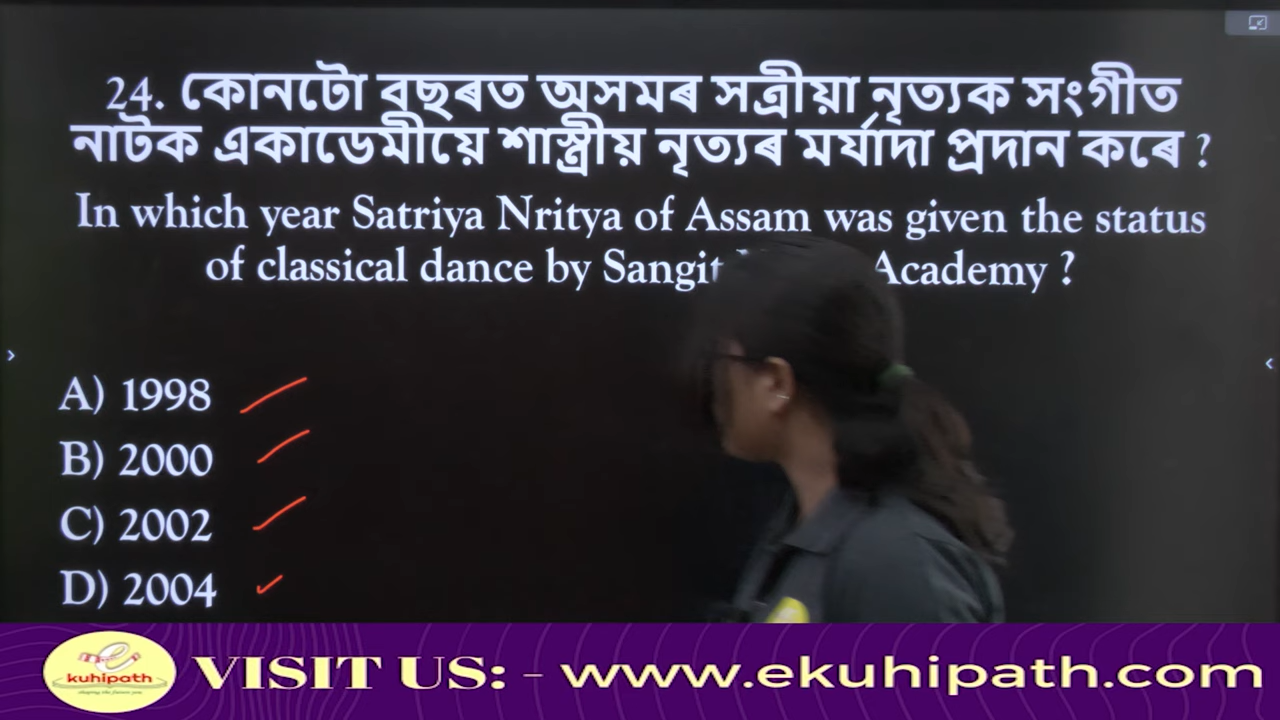 24. কোনটো বছৰত অসমৰ সত্ৰীয়া নৃত্যক সংগীত
নাটক একাডেমীয়ে শাস্ত্ৰীয় নৃত্যৰ মৰ্যাদা প্ৰদান কৰে ?
In which year Satriya Nritya of Assam was given the status
of classical dance by Sangit Academy ?
A) 1998
B) 2000
C) 2002
D) 2004
kuhipath
VISIT US: - www.ekuhipath.com